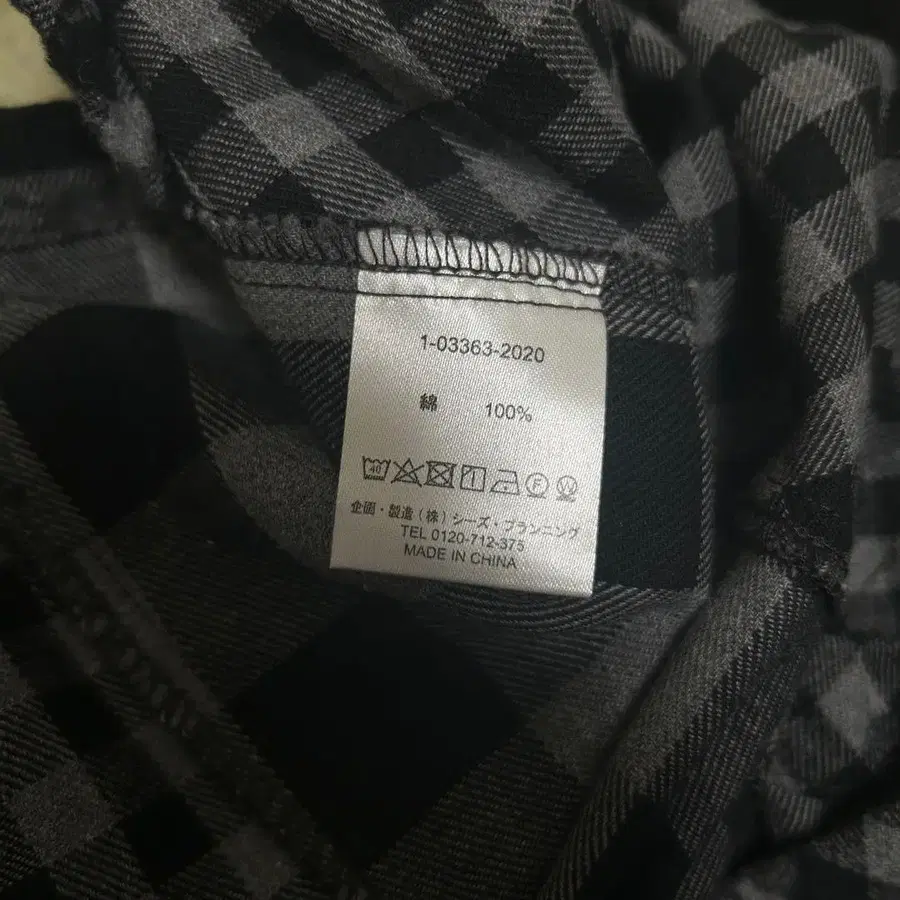 1-03363-2020
綿 100%
40
企画・製造(株)シーズ・プランニング
TEL 0120-712-375
MADE IN CHINA